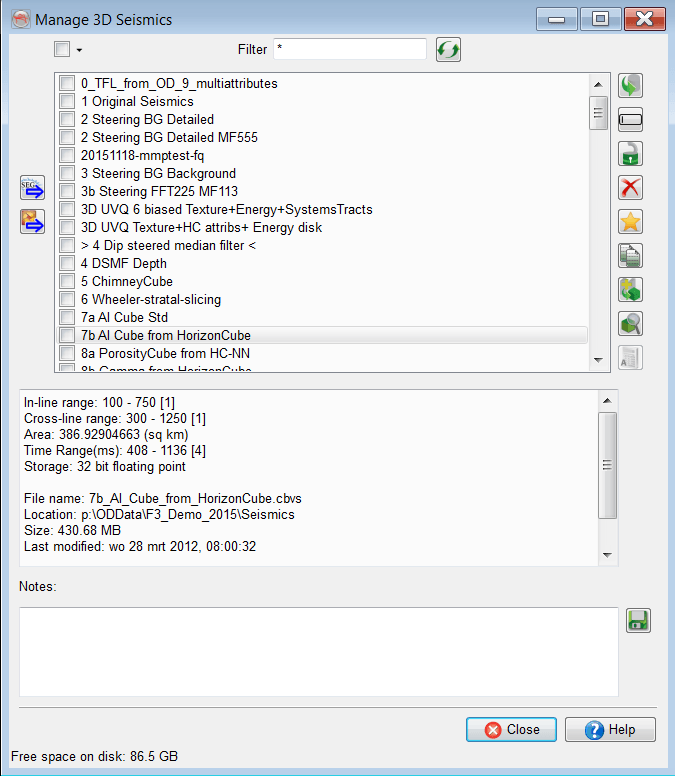 Manage 3D Seismics
Filter *
0_TFL_from_OD_9_multiattributes
1 Original Seismics
2 Steering BG Detailed
2 Steering BG Detailed MF555
20151118-mmptest-fq
3 Steering BG Background
3b Steering FFT225 MF113
3D UVQ 6 biased Texture+Energy+SystemsTracts
3D UVQ Texture+HC attribs+ Energy disk
> 4 Dip steered median filter <
4 DSMF Depth
5 ChimneyCube
6 Wheeler-stratal-slicing
7a AI Cube Std
7b AI Cube from HorizonCube
8a PorosityCube from HC-NN
8b Gamma from HorizonCube
SEG
In-line range: 100 - 750 [1]
Cross-line range: 300 - 1250 [1]
Area: 386.92904663 (sq km)
Time Range(ms): 408 - 1136 [4]
Storage: 32 bit floating point
File name: 7b_AI_Cube_from_HorizonCube.cbvs
Location: p:\ODData\F3_Demo_2015\Seismics
Size: 430.68 MB
Last modified: wo 28 mrt 2012, 08:00:32
Notes:
Close
Help
Free space on disk: 86.5 GB